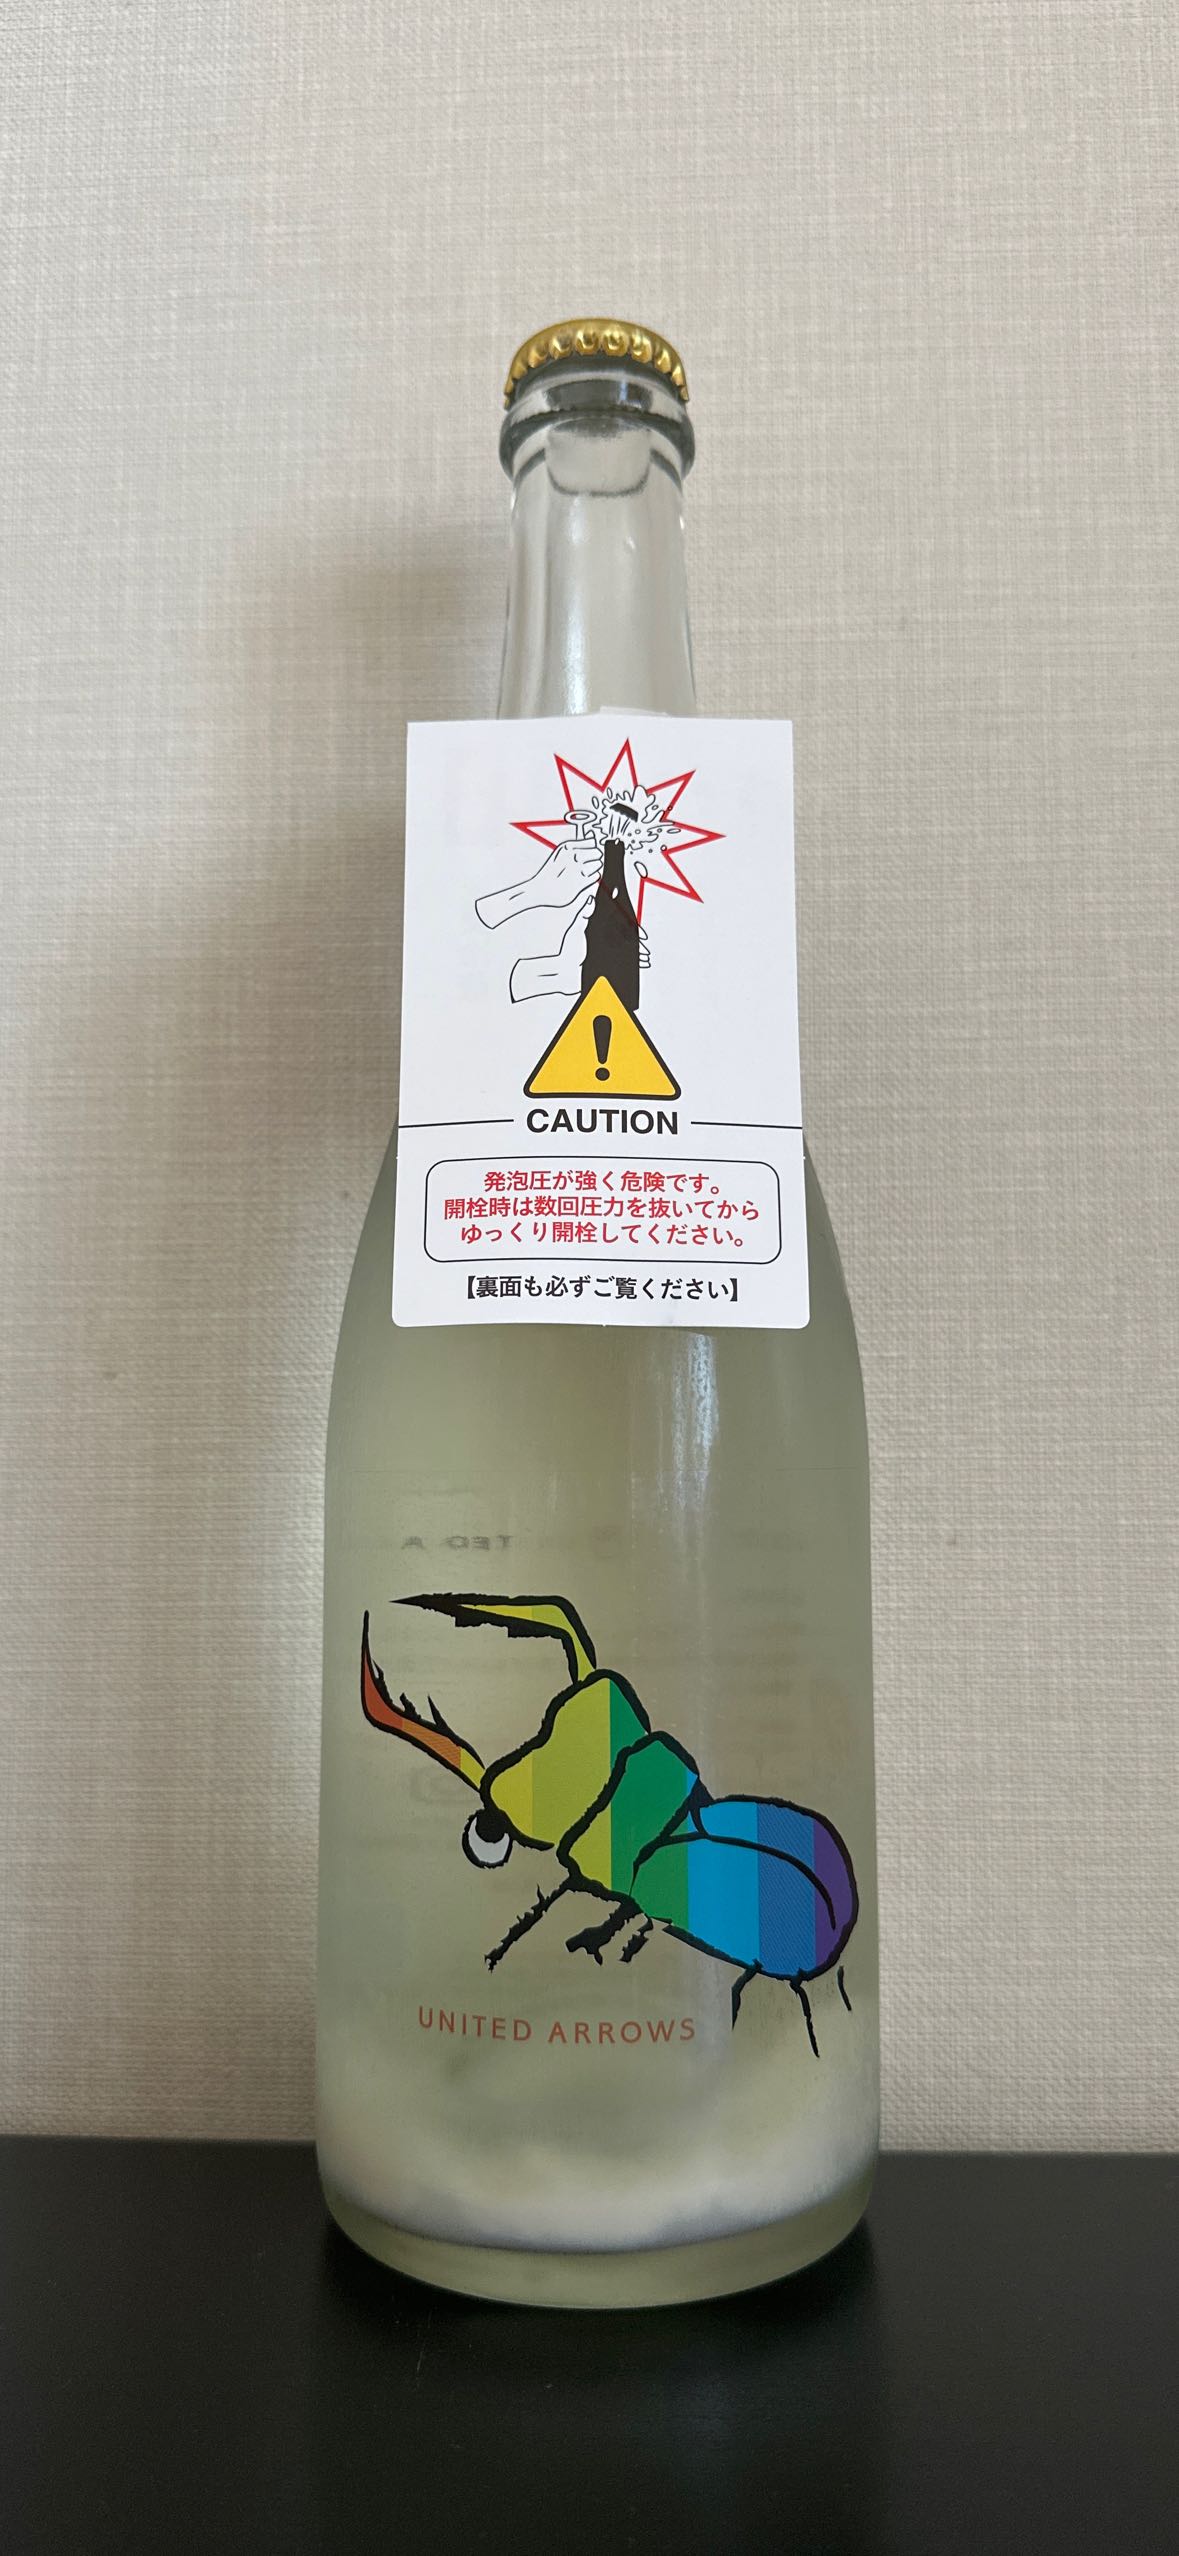 CAUTION
発泡圧が強く危険です。
開栓時は数回圧力を抜いてから
ゆっくり開栓してください。
【裏面も必ずご覧ください】
UNITED ARROWS